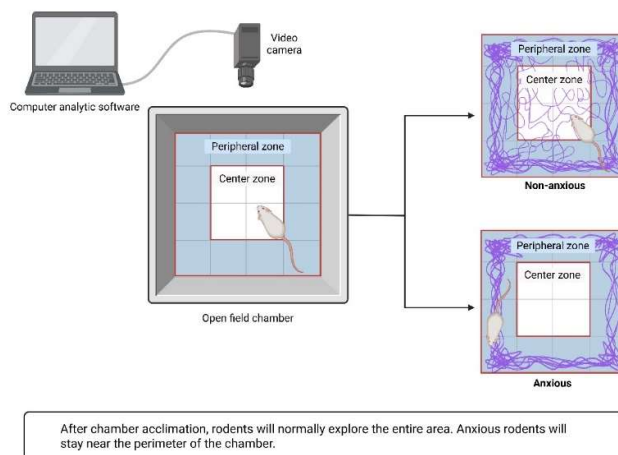 Video
camera
Computer analytic software
Peripheral zone
Center zone
Open field chamber
Peripheral zone
Center zone
Non-anxious
Peripheral zone
Center zone
Anxious
After chamber acclimation, rodents will normally explore the entire area. Anxious rodents will
stay near the perimeter of the chamber.